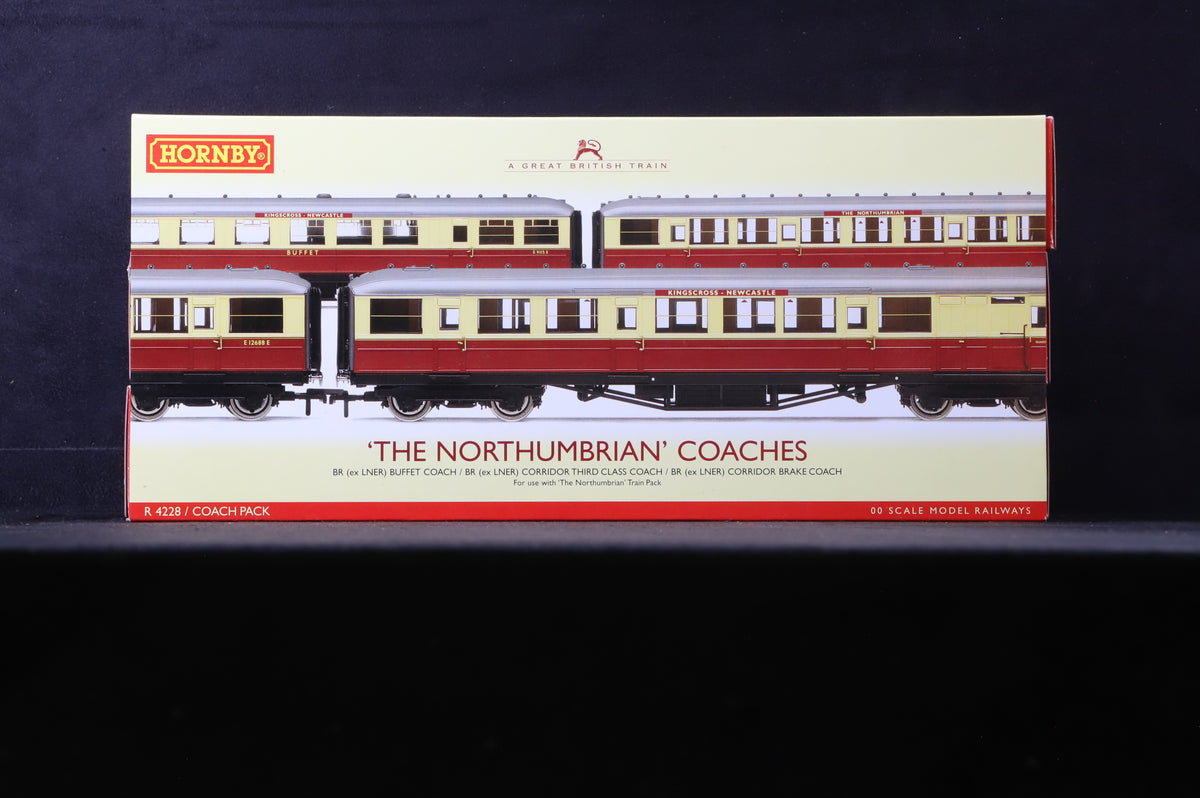 HORNBY®
A GREAT BRITISH TRAIN
KINGSCROSS - NEWCASTLE
THE NORTHUMBRIAN
BUFFET
KINGSCROSS - NEWCASTLE
E 12688 E
'THE NORTHUMBRIAN' COACHES
BR (ex LNER) BUFFET COACH / BR (ex LNER) CORRIDOR THIRD CLASS COACH / BR (ex LNER) CORRIDOR BRAKE COACH
For use with 'The Northumbrian' Train Pack
R 4228 / COACH PACK
00 SCALE MODEL RAILWAYS